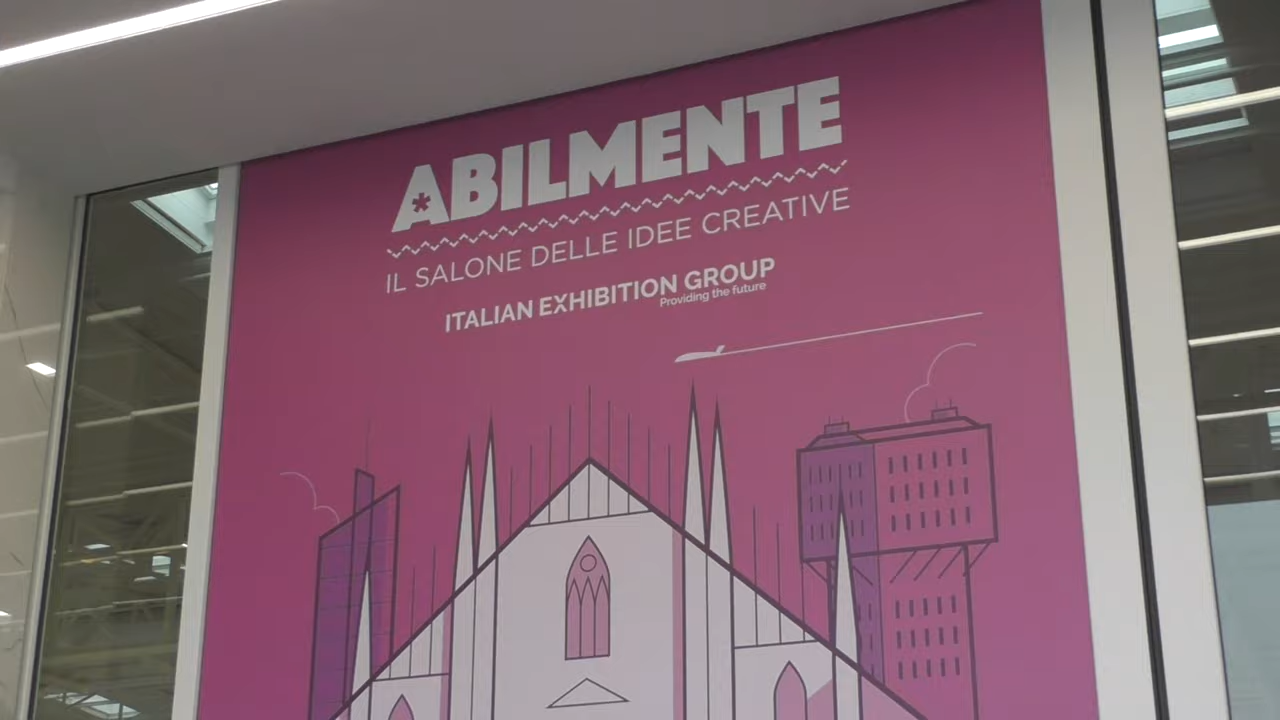 ABILMENTE
IL SALONE DELLE IDEE CREATIVE
ITALIAN EXHIBITION GROUP
Providing the future